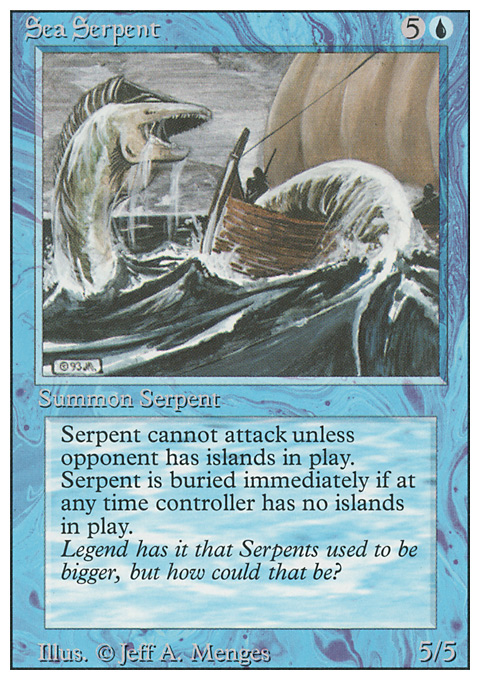 Sea Serpent 5
© 93 JAM.
Summon Serpent
Serpent cannot attack unless
opponent has islands in play.
Serpent is buried immediately if at
any time controller has no islands
in play.
Legend has it that Serpents used to be
bigger, but how could that be?
Illus. © Jeff A. Menges 5/5